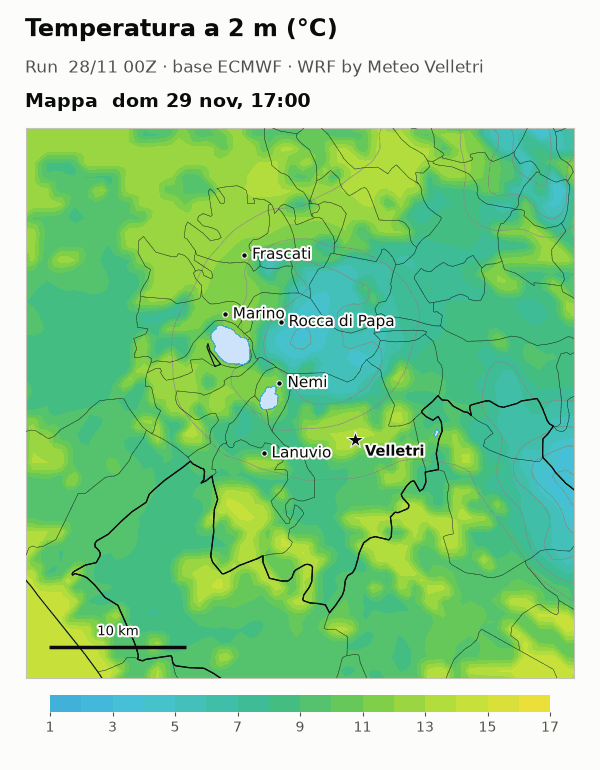 Temperatura a 2 m (°C)
Run  28/11 00Z · base ECMWF · WRF by Meteo Velletri
Mappa  dom 29 nov, 17:00
Frascati
Marino
Rocca di Papa
Nemi
Lanuvio
Velletri
10 km
1 3 5 7 9 11 13 15 17